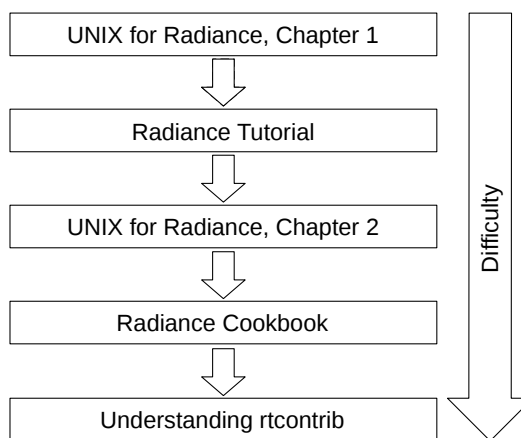 UNIX for Radiance, Chapter 1
Radiance Tutorial
UNIX for Radiance, Chapter 2
Radiance Cookbook
Understanding rtcontrib
Difficulty